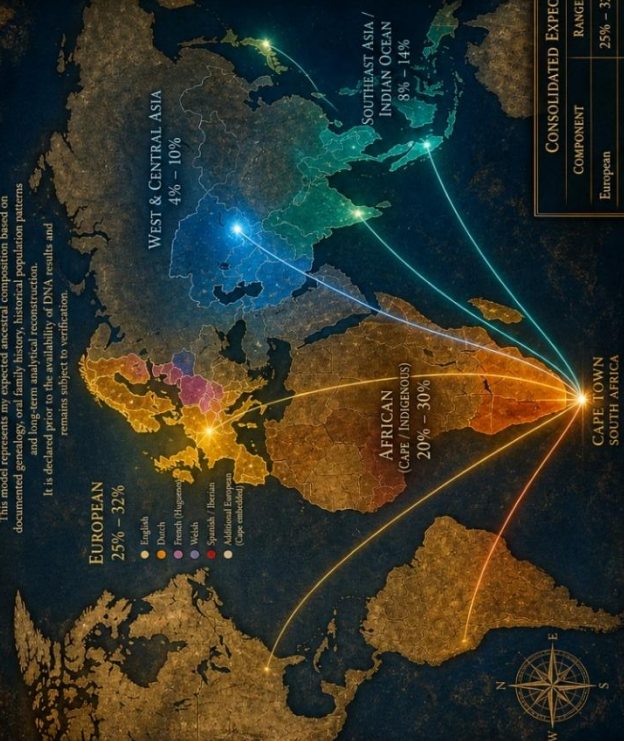 This model represents my expected ancestral composition based on
documented genealogy, oral family history, historical population patterns
and long-term analytical reconstruction.
It is declared prior to the availability of DNA results and
remains subject to verification.
EUROPEAN
25% – 32%
English
Dutch
French (Huguenot)
Welsh
Spanish / Iberian
Additional European
(Cape embedded)
WEST & CENTRAL ASIA
4% – 10%
SOUTHEAST ASIA /
INDIAN OCEAN
8% – 14%
AFRICAN
(CAPE / INDIGENOUS)
20% – 30%
CAPE TOWN
SOUTH AFRICA
N
E
S
W
CONSOLIDATED EXPEC
COMPONENT
RANGE
European
25% – 3